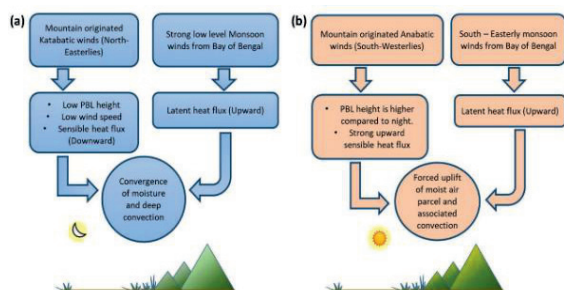 (a)
Mountain originated
Katabatic winds (North-
Easterlies)
Strong low level Monsoon
winds from Bay of Bengal
• Low PBL height
• Low wind speed
• Sensible heat flux
(Downward)
Latent heat flux (Upward)
Convergence
of moisture
and deep
convection
(b)
Mountain originated Anabatic
winds (South-Westerlies)
South – Easterly monsoon
winds from Bay of Bengal
• PBL height is higher
compared to night.
• Strong upward
sensible heat flux
Latent heat flux (Upward)
Forced uplift of
moist air
parcel and
associated
convection